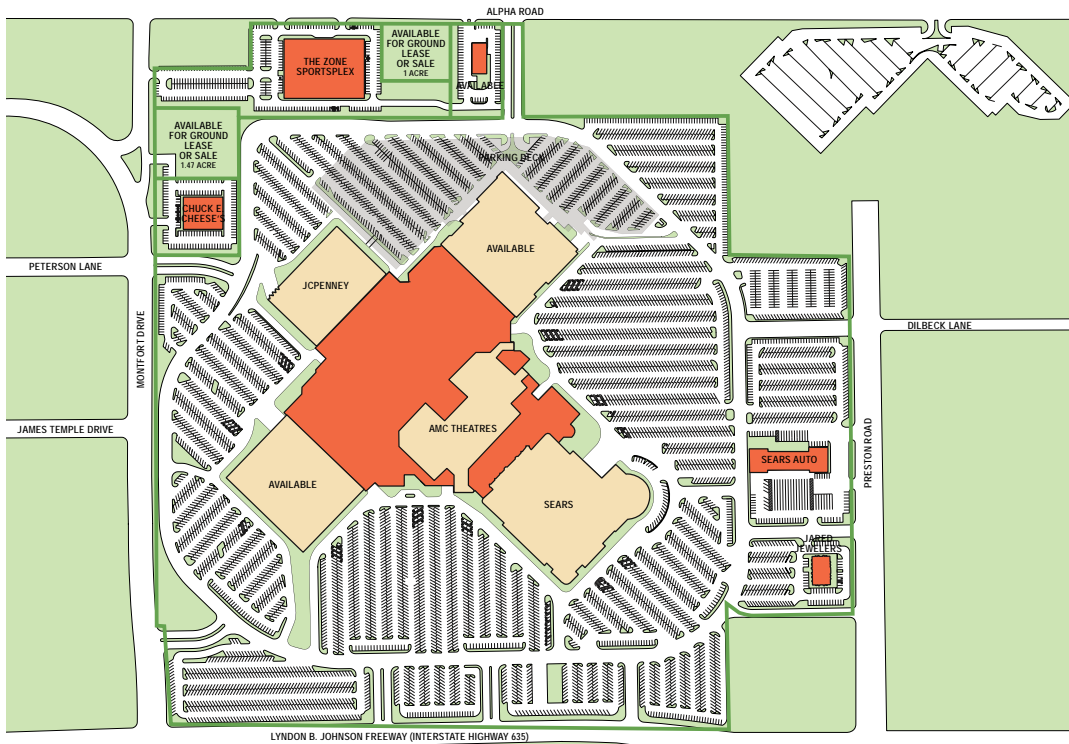 ALPHA ROAD
THE ZONE
SPORTSPLEX
AVAILABLE
FOR GROUND
LEASE
OR SALE
1 ACRE
AVAILABLE
AVAILABLE
FOR GROUND
LEASE
OR SALE
1.47 ACRE
PARKING DECK
CHUCK E.
CHEESE'S
AVAILABLE
PETERSON LANE
JCPENNEY
DILBECK LANE
MONTFORT DRIVE
JAMES TEMPLE DRIVE
AMC THEATRES
PRESTON ROAD
SEARS AUTO
AVAILABLE
SEARS
JARED
JEWELERS
LYNDON B. JOHNSON FREEWAY (INTERSTATE HIGHWAY 635)